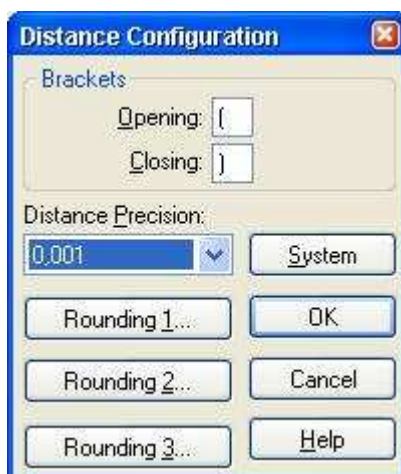 Distance Configuration
Brackets
Opening: (
Closing: )
Distance Precision:
0,001
System
Rounding 1...
OK
Rounding 2...
Cancel
Rounding 3...
Help